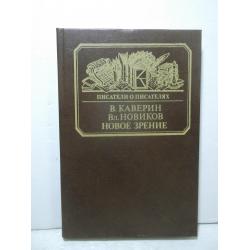 ПИСАТЕЛИ О ПИСАТЕЛЯХ
В. КАВЕРИН
Вл. НОВИКОВ
НОВОЕ ЗРЕНИЕ